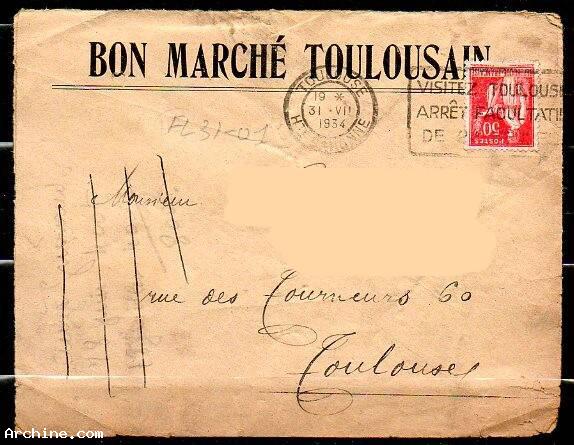 BON MARCHÉ TOULOUSAIN
TOULOUSE
19 *
31 - VII
1934
HTE GARONNE
VISITEZ TOULOUSE
ARRÊT FACULTATIF
DE
POSTES
50c
Monsieur
rue des Tourneurs 60
Toulouse
Archine.com